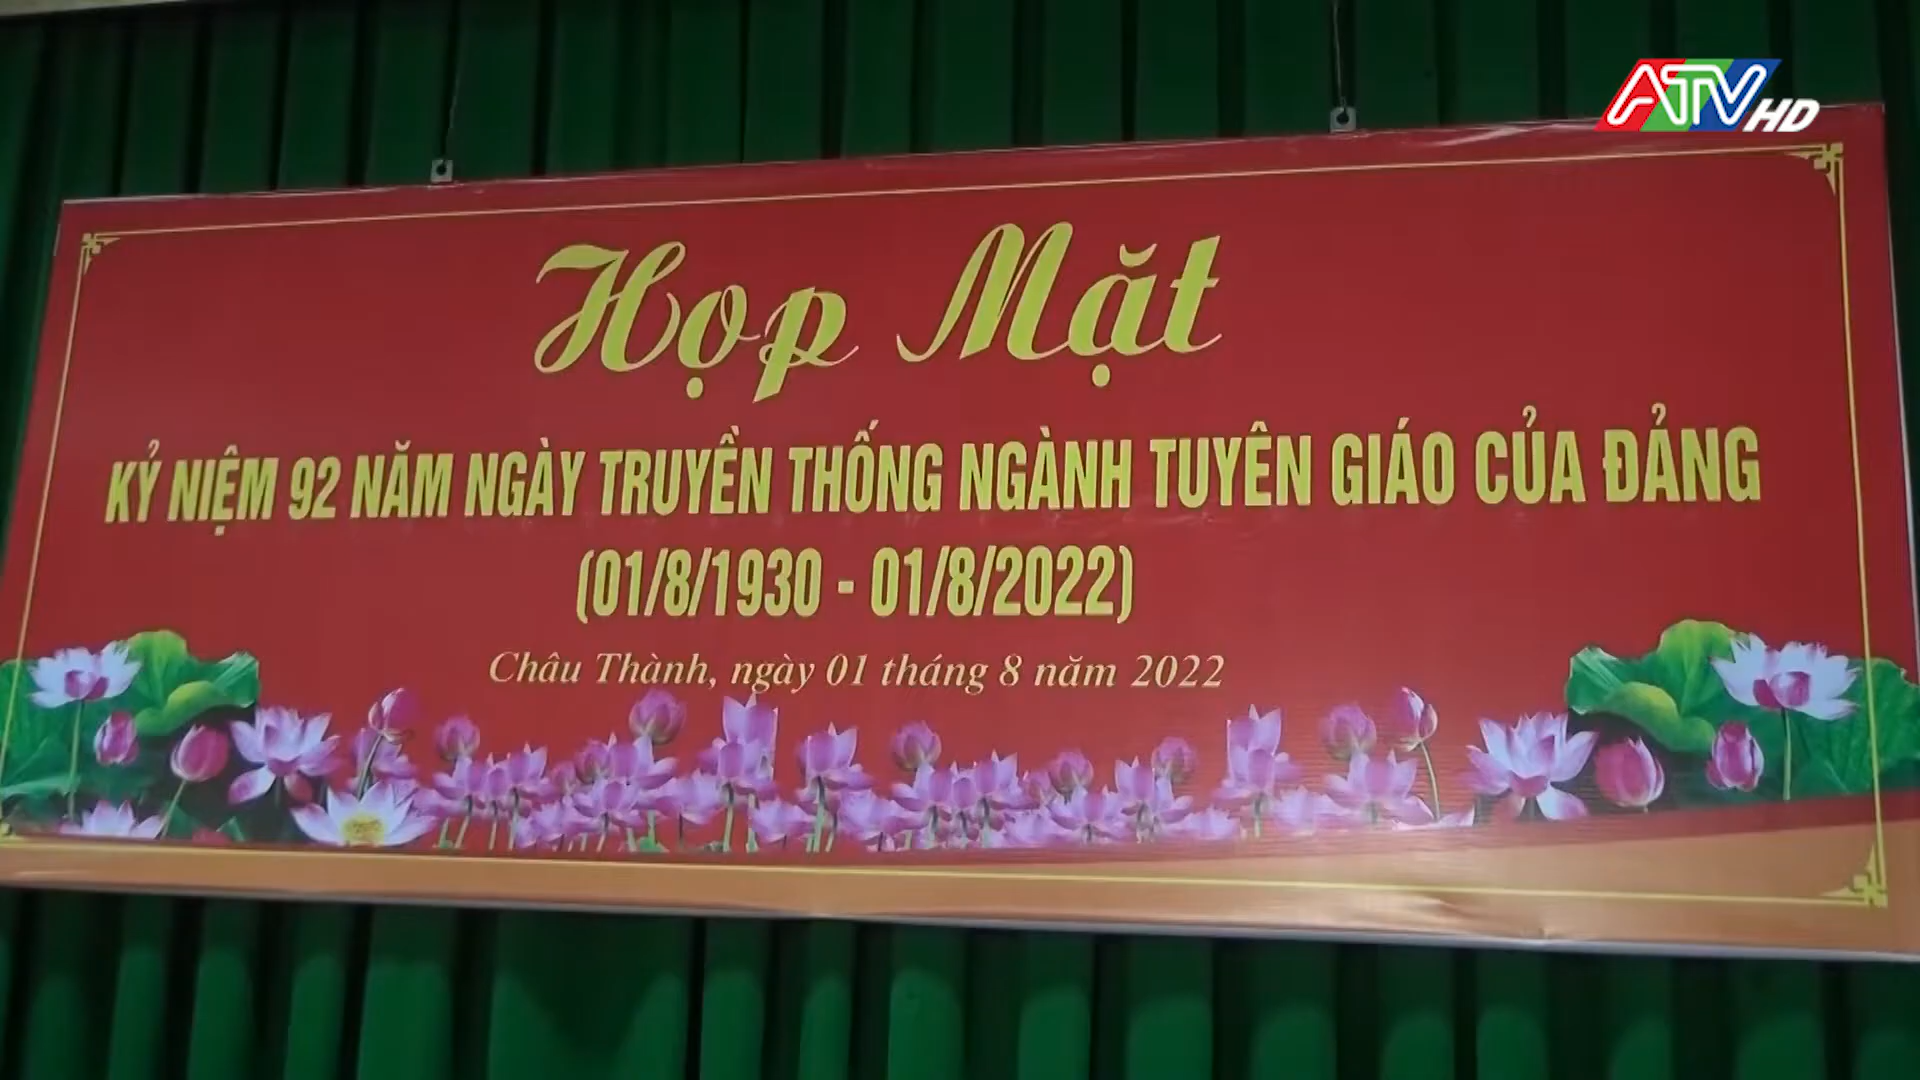 ATV HD
Họp Mặt
KỶ NIỆM 92 NĂM NGÀY TRUYỀN THỐNG NGÀNH TUYÊN GIÁO CỦA ĐẢNG
(01/8/1930 - 01/8/2022)
Châu Thành, ngày 01 tháng 8 năm 2022